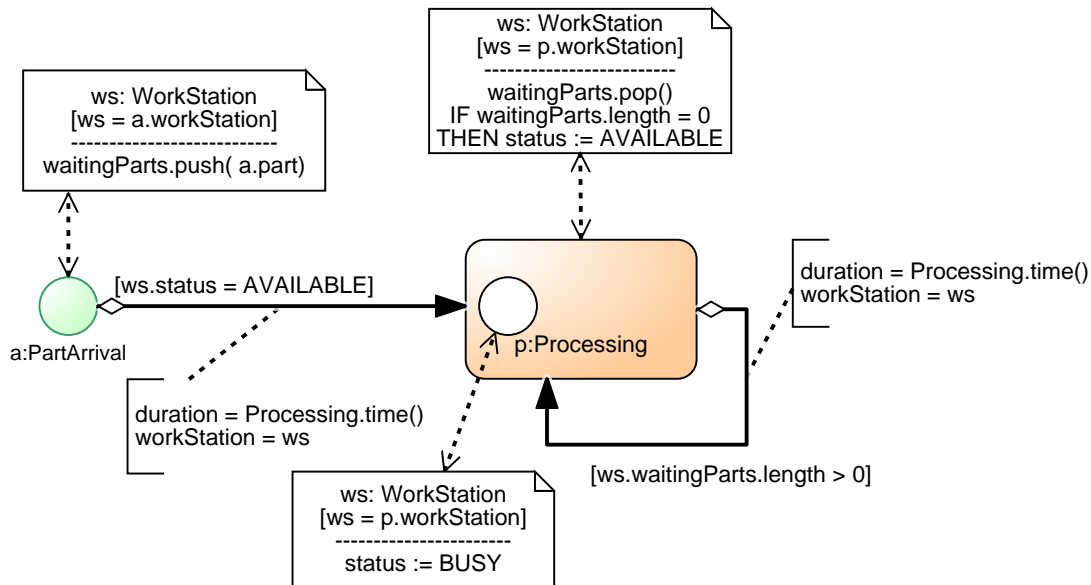 ws: WorkStation
[ws = p.workStation]
--------------------------
waitingParts.pop()
IF waitingParts.length = 0
THEN status := AVAILABLE
ws: WorkStation
[ws = a.workStation]
----------------------------
waitingParts.push( a.part)
[ws.status = AVAILABLE]
a:PartArrival
p:Processing
duration = Processing.time()
workStation = ws
duration = Processing.time()
workStation = ws
[ws.waitingParts.length > 0]
ws: WorkStation
[ws = p.workStation]
------------------------
status := BUSY